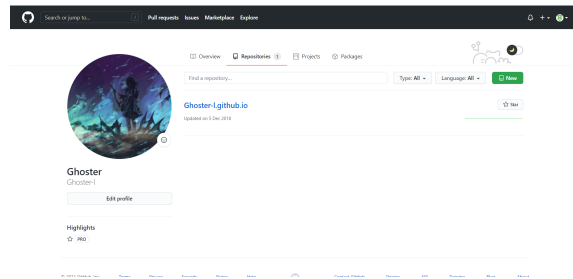 Search or jump to... / Pull requests Issues Marketplace Explore
Overview Repositories 1 Projects Packages
Find a repository... Type: All Language: All New
Ghoster-l.github.io Star
Updated on 5 Dec 2018
Ghoster
Ghoster-l
Edit profile
Highlights
PRO